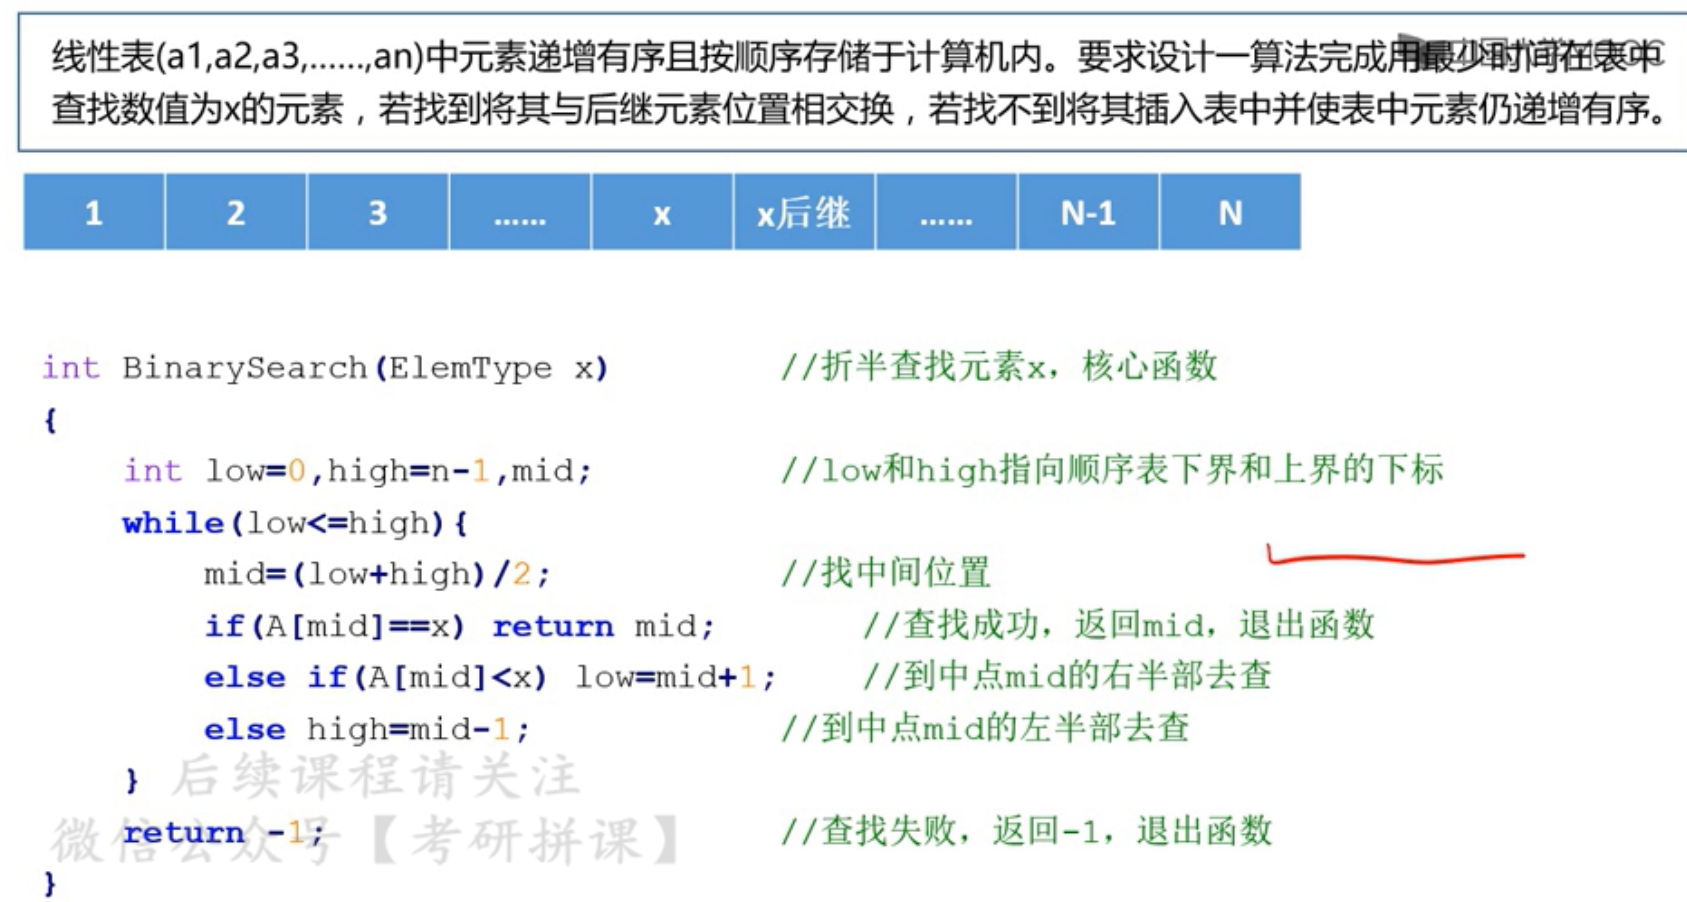 线性表(a1,a2,a3,......,an)中元素递增有序且按顺序存储于计算机内。要求设计一算法完成用最少时间在表中
查找数值为x的元素，若找到将其与后继元素位置相交换，若找不到将其插入表中并使表中元素仍递增有序。
1 2 3 ...... x x后继 ...... N-1 N
int BinarySearch(ElemType x) //折半查找元素x，核心函数
{
int low=0,high=n-1,mid; //low和high指向顺序表下界和上界的下标
while(low<=high){
mid=(low+high)/2; //找中间位置
if(A[mid]==x) return mid; //查找成功，返回mid，退出函数
else if(A[mid]<x) low=mid+1; //到中点mid的右半部去查
else high=mid-1; //到中点mid的左半部去查
}
后续课程请关注
return -1; //查找失败，返回-1，退出函数
微信公众号【考研拼课】
}